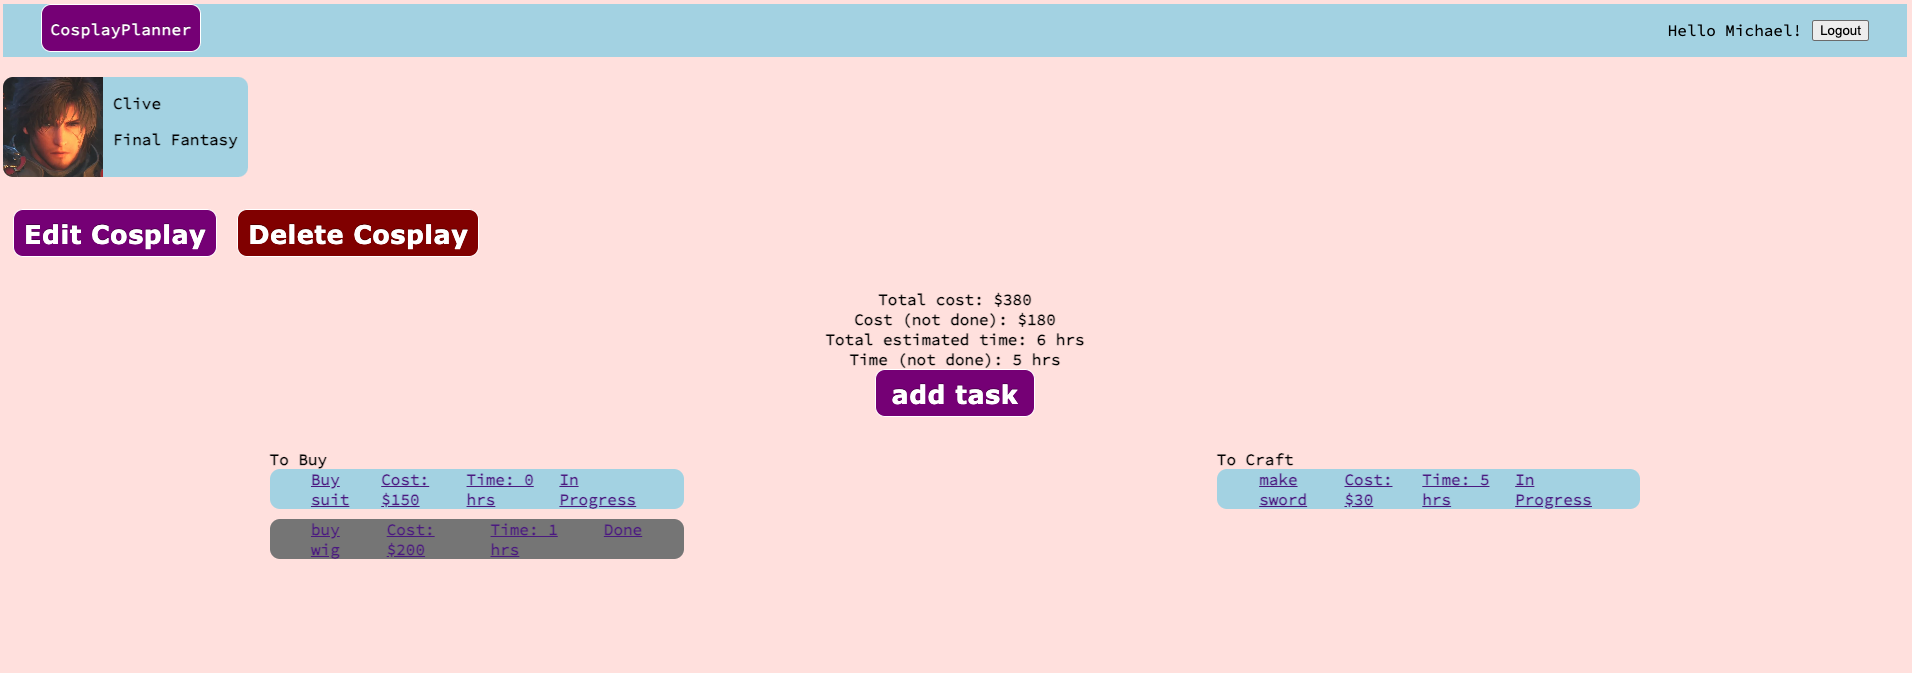 CosplayPlanner
Hello Michael! Logout
Clive
Final Fantasy
Edit Cosplay
Delete Cosplay
Total cost: $380
Cost (not done): $180
Total estimated time: 6 hrs
Time (not done): 5 hrs
add task
To Buy
Buy suit Cost: $150 Time: 0 hrs In Progress
buy wig Cost: $200 Time: 1 hrs Done
To Craft
make sword Cost: $30 Time: 5 hrs In Progress